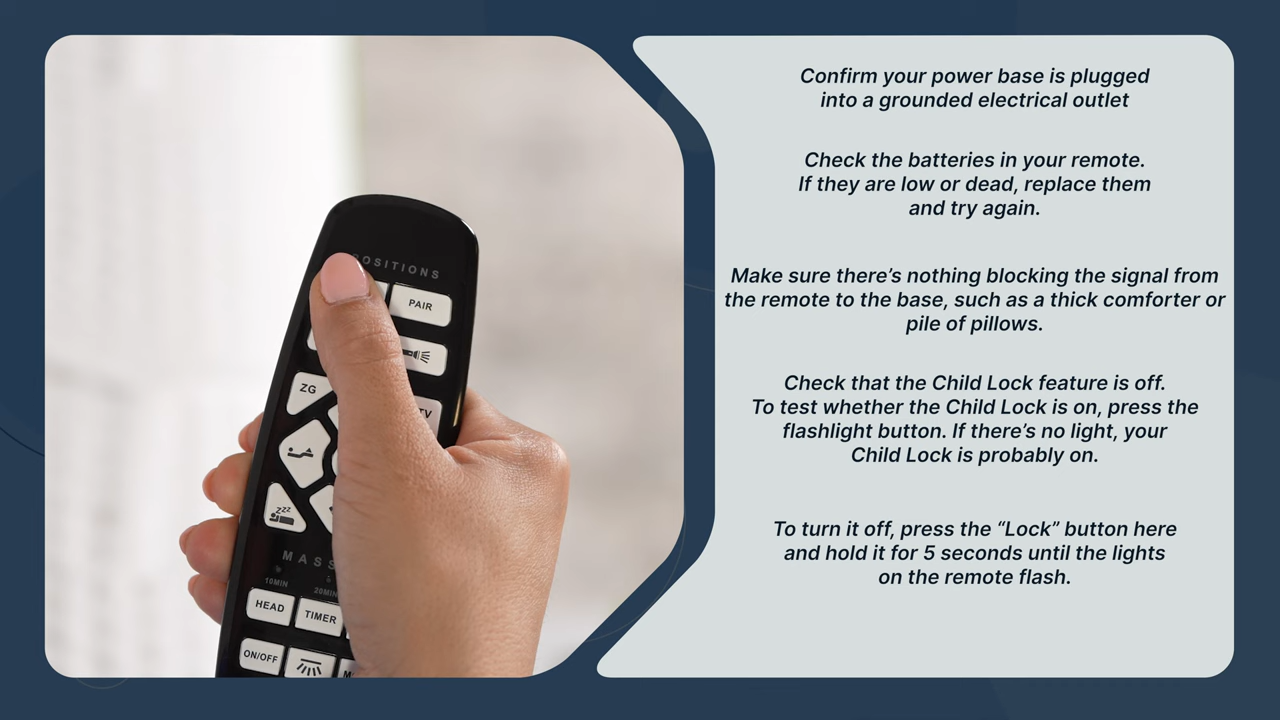 OSITIONS
PAIR
ZG
TV
zzz
MASS
10MIN
20MIN
HEAD
TIMER
ON/OFF
M
Confirm your power base is plugged
into a grounded electrical outlet
Check the batteries in your remote.
If they are low or dead, replace them
and try again.
Make sure there’s nothing blocking the signal from
the remote to the base, such as a thick comforter or
pile of pillows.
Check that the Child Lock feature is off.
To test whether the Child Lock is on, press the
flashlight button. If there’s no light, your
Child Lock is probably on.
To turn it off, press the “Lock” button here
and hold it for 5 seconds until the lights
on the remote flash.